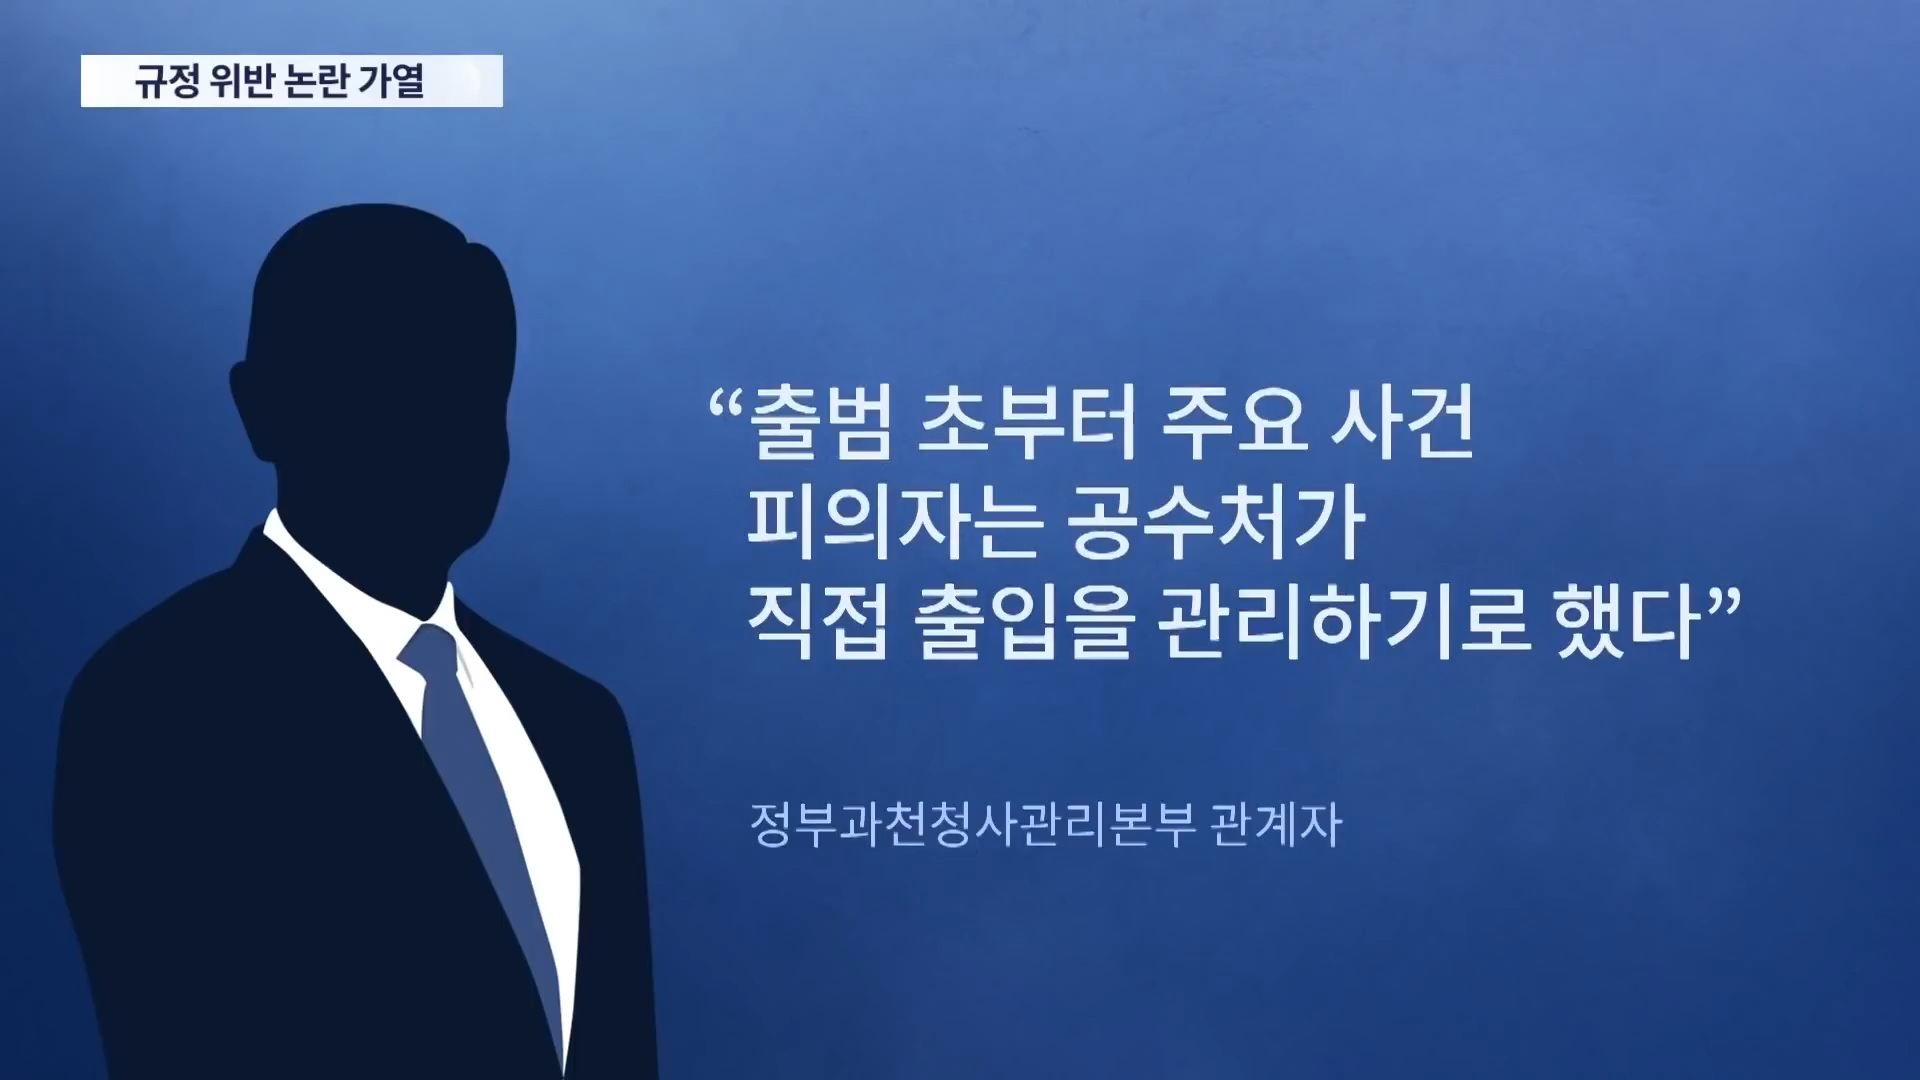 규정 위반 논란 가열
“출범 초부터 주요 사건
피의자는 공수처가
직접 출입을 관리하기로 했다”
정부과천청사관리본부 관계자